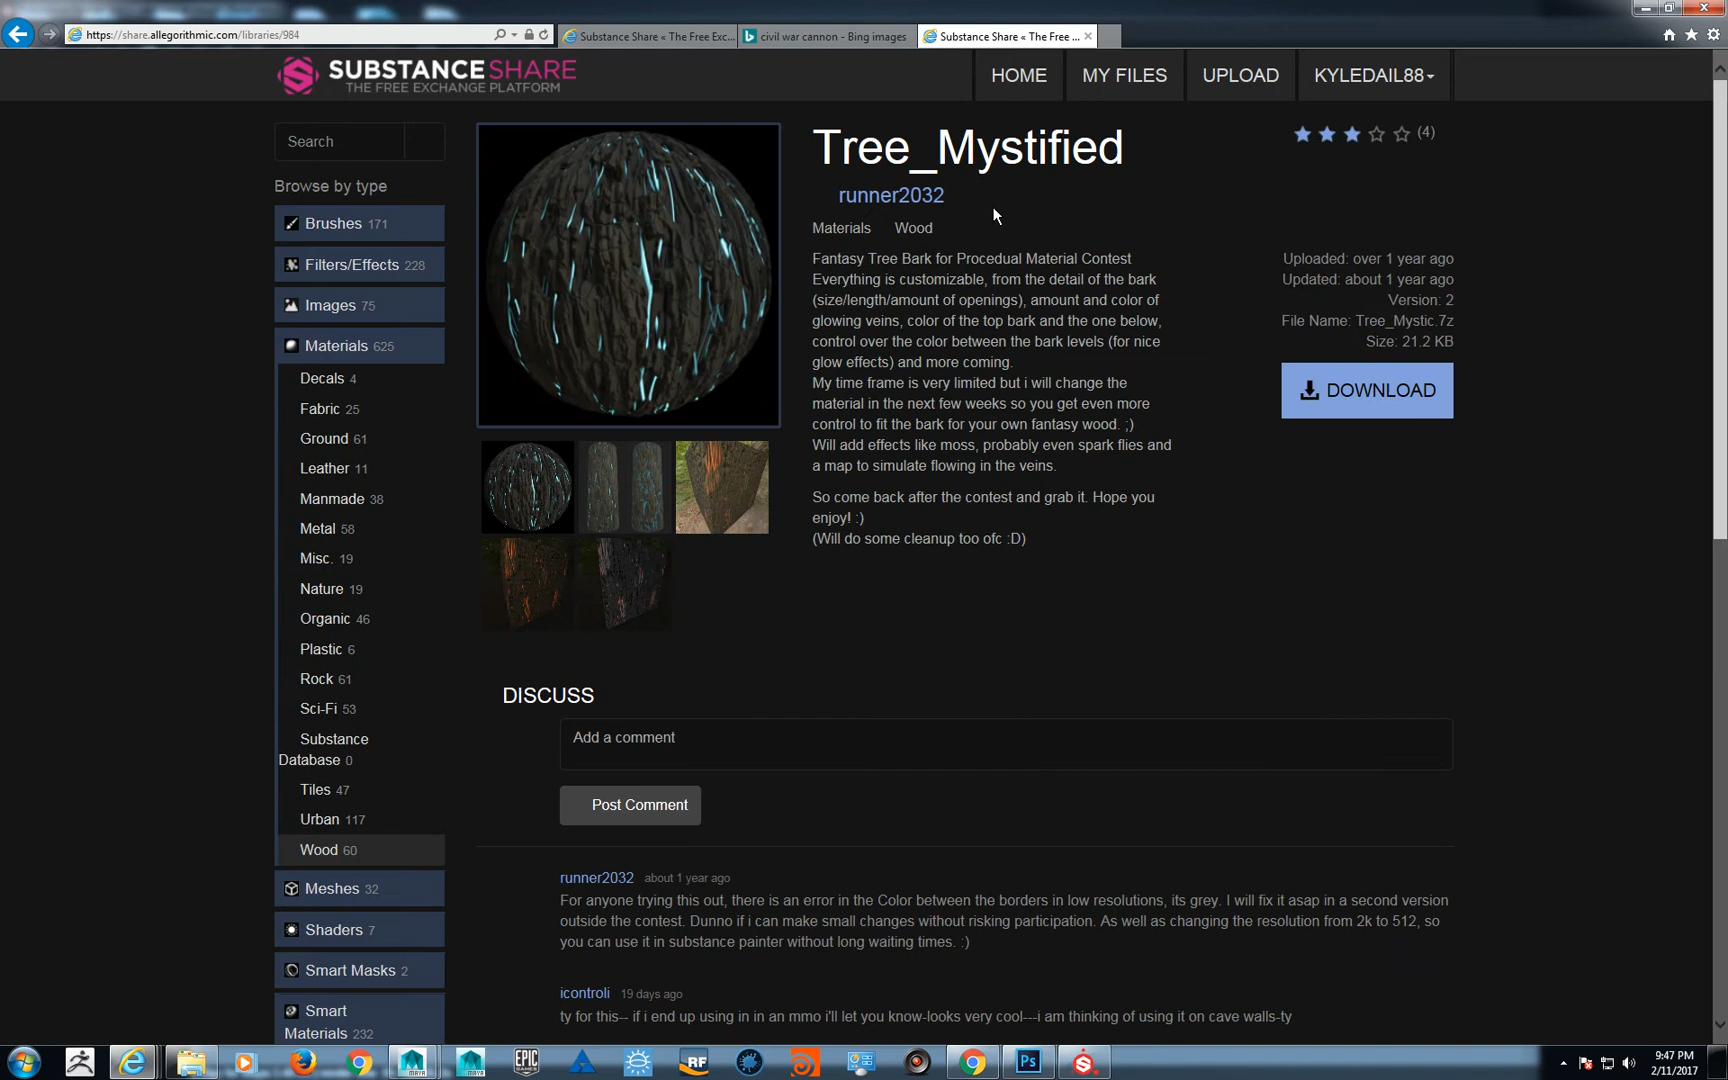 https://share.allegorithmic.com/libraries/984
Substance Share « The Free Exc...
civil war cannon - Bing images
Substance Share « The Free ...
SUBSTANCE SHARE
THE FREE EXCHANGE PLATFORM
HOME
MY FILES
UPLOAD
KYLEDAIL88
Search
Browse by type
Brushes 171
Filters/Effects 228
Images 75
Materials 625
Decals 4
Fabric 25
Ground 61
Leather 11
Manmade 38
Metal 58
Misc. 19
Nature 19
Organic 46
Plastic 6
Rock 61
Sci-Fi 53
Substance
Database 0
Tiles 47
Urban 117
Wood 60
Meshes 32
Shaders 7
Smart Masks 2
Smart
Materials 232
Tree_Mystified
(4)
runner2032
Materials Wood
Fantasy Tree Bark for Procedual Material Contest
Everything is customizable, from the detail of the bark
(size/length/amount of openings), amount and color of
glowing veins, color of the top bark and the one below,
control over the color between the bark levels (for nice
glow effects) and more coming.
My time frame is very limited but i will change the
material in the next few weeks so you get even more
control to fit the bark for your own fantasy wood. ;)
Will add effects like moss, probably even spark flies and
a map to simulate flowing in the veins.
So come back after the contest and grab it. Hope you
enjoy! :)
(Will do some cleanup too ofc :D)
Uploaded: over 1 year ago
Updated: about 1 year ago
Version: 2
File Name: Tree_Mystic.7z
Size: 21.2 KB
DOWNLOAD
DISCUSS
Add a comment
Post Comment
runner2032 about 1 year ago
For anyone trying this out, there is an error in the Color between the borders in low resolutions, its grey. I will fix it asap in a second version
outside the contest. Dunno if i can make small changes without risking participation. As well as changing the resolution from 2k to 512, so
you can use it in substance painter without long waiting times. :)
icontroli 19 days ago
ty for this-- if i end up using in in an mmo i'll let you know-looks very cool---i am thinking of using it on cave walls-ty
EPIC
GAMES
RF
Ps
9:47 PM
2/11/2017